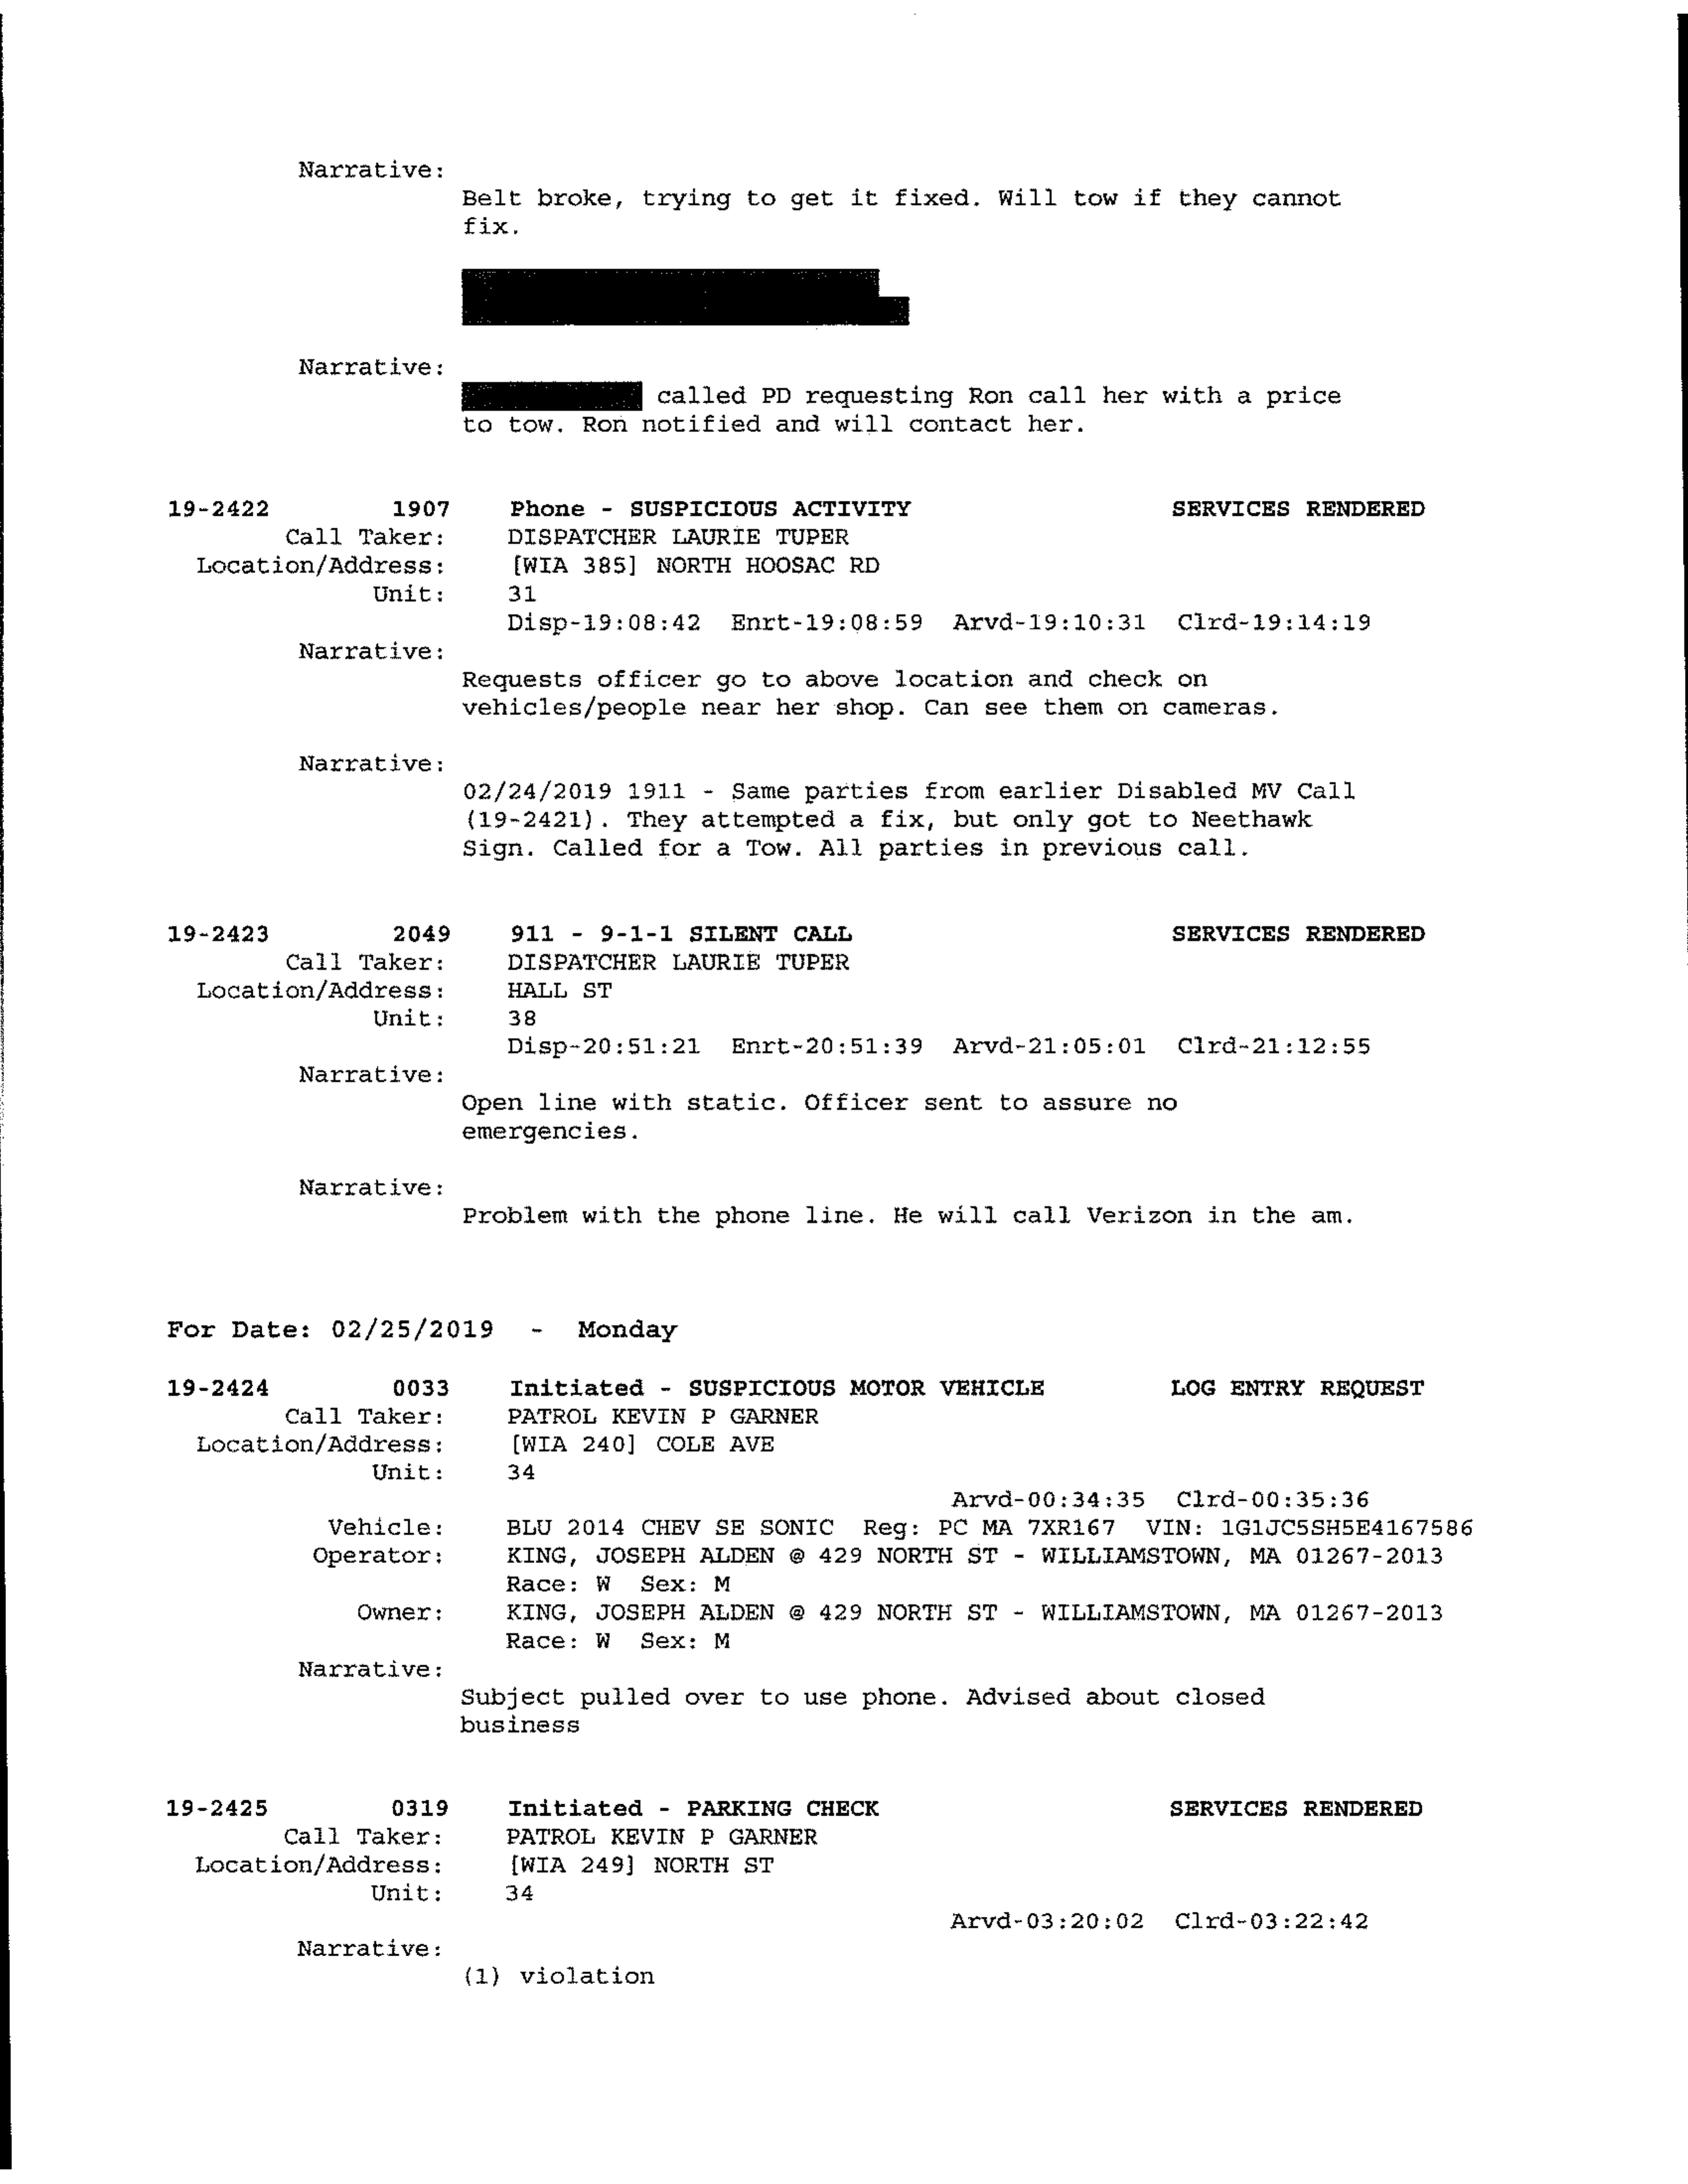 Narrative:
Belt broke, trying to get it fixed. Will tow if they cannot
fix.
Narrative:
called PD requesting Ron call her with a price
to tow. Ron notified and will contact her.
19-2422 1907 Phone - SUSPICIOUS ACTIVITY SERVICES RENDERED
Call Taker: DISPATCHER LAURIE TUPER
Location/Address: [WIA 385] NORTH HOOSAC RD
Unit: 31
Disp-19:08:42 Enrt-19:08:59 Arvd-19:10:31 Clrd-19:14:19
Narrative:
Requests officer go to above location and check on
vehicles/people near her shop. Can see them on cameras.
Narrative:
02/24/2019 1911 - Same parties from earlier Disabled MV Call
(19-2421). They attempted a fix, but only got to Neethawk
Sign. Called for a Tow. All parties in previous call.
19-2423 2049 911 - 9-1-1 SILENT CALL SERVICES RENDERED
Call Taker: DISPATCHER LAURIE TUPER
Location/Address: HALL ST
Unit: 38
Disp-20:51:21 Enrt-20:51:39 Arvd-21:05:01 Clrd-21:12:55
Narrative:
Open line with static. Officer sent to assure no
emergencies.
Narrative:
Problem with the phone line. He will call Verizon in the am.
For Date: 02/25/2019 - Monday
19-2424 0033 Initiated - SUSPICIOUS MOTOR VEHICLE LOG ENTRY REQUEST
Call Taker: PATROL KEVIN P GARNER
Location/Address: [WIA 240] COLE AVE
Unit: 34
Arvd-00:34:35 Clrd-00:35:36
Vehicle: BLU 2014 CHEV SE SONIC Reg: PC MA 7XR167 VIN: 1G1JC5SH5E4167586
Operator: KING, JOSEPH ALDEN @ 429 NORTH ST - WILLIAMSTOWN, MA 01267-2013
Race: W Sex: M
Owner: KING, JOSEPH ALDEN @ 429 NORTH ST - WILLIAMSTOWN, MA 01267-2013
Race: W Sex: M
Narrative:
Subject pulled over to use phone. Advised about closed
business
19-2425 0319 Initiated - PARKING CHECK SERVICES RENDERED
Call Taker: PATROL KEVIN P GARNER
Location/Address: [WIA 249] NORTH ST
Unit: 34
Arvd-03:20:02 Clrd-03:22:42
Narrative:
(1) violation